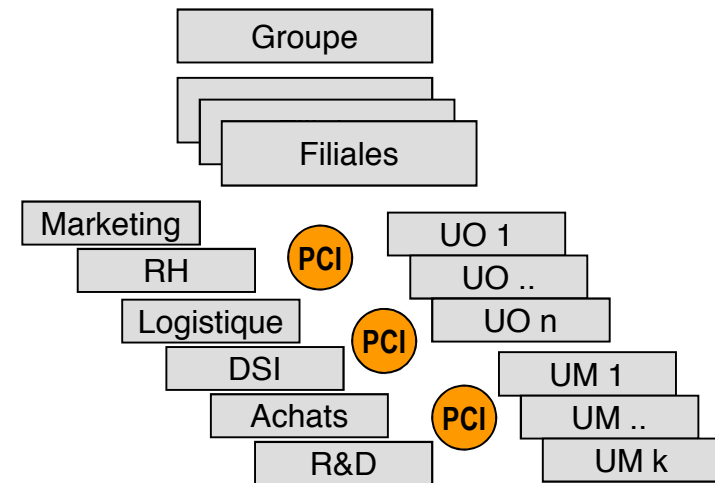 Groupe
Filiales
Marketing
RH
Logistique
DSI
Achats
R&D
PCI
PCI
PCI
UO 1
UO ..
UO n
UM 1
UM ..
UM k